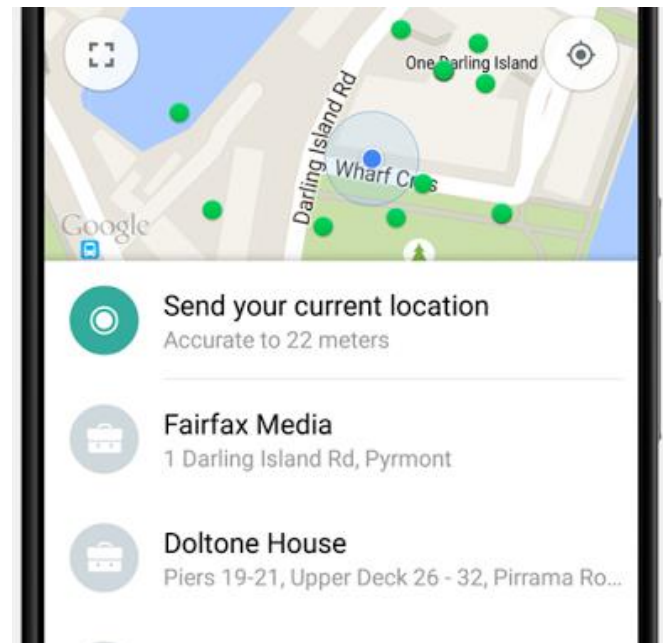 One Darling Island
Darling Island Rd
Wharf Cres
Google
Send your current location
Accurate to 22 meters
Fairfax Media
1 Darling Island Rd, Pyrmont
Doltone House
Piers 19-21, Upper Deck 26 - 32, Pirrama Ro...